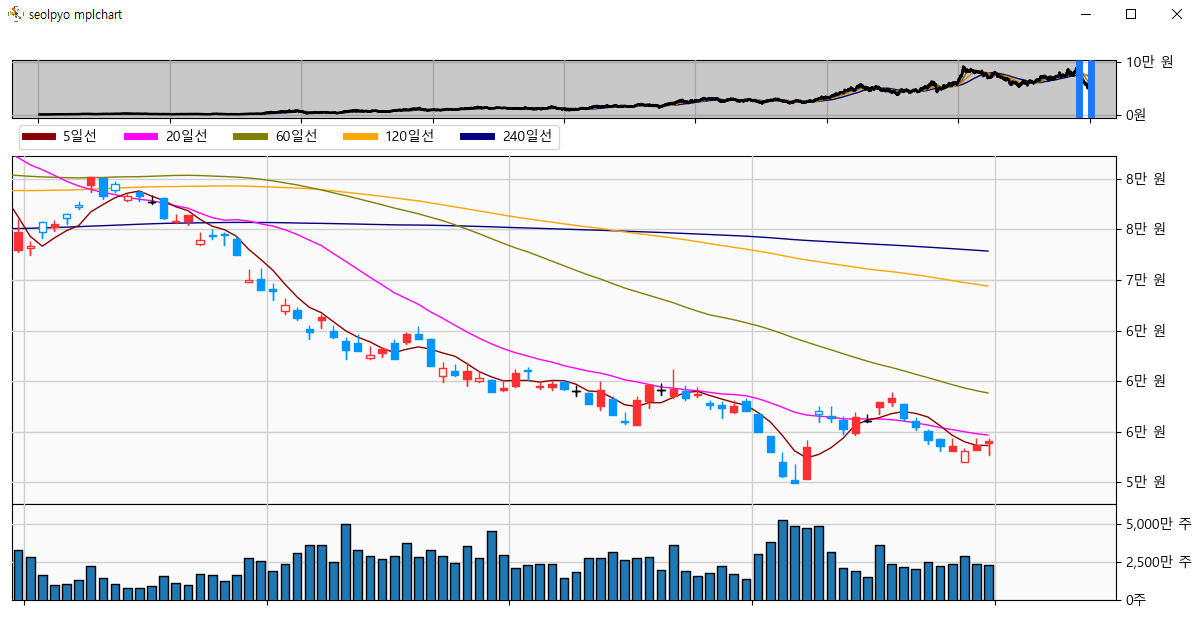 seolpyo mplchart
10만 원
0원
5일선 20일선 60일선 120일선 240일선
8만 원
8만 원
7만 원
6만 원
6만 원
6만 원
5만 원
5,000만 주
2,500만 주
0주